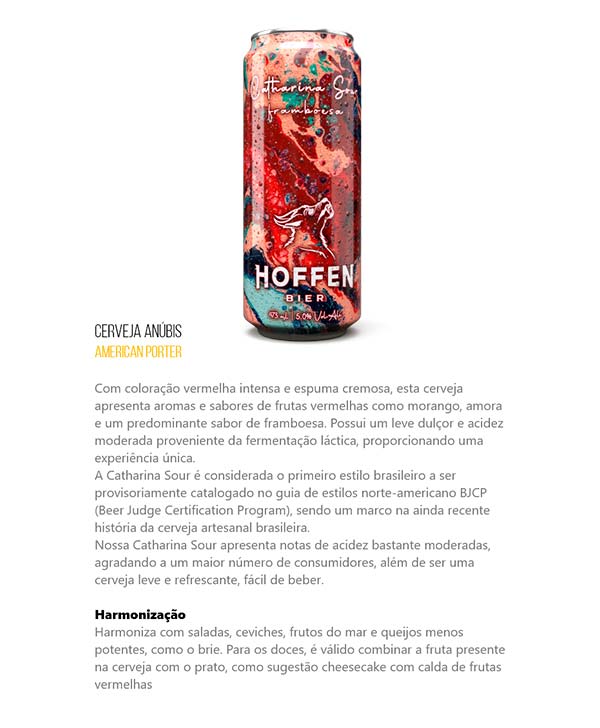 Catharina Sour
framboesa
HOFFEN
BIER
473 mL | 5.0% Vol. Alc.
CERVEJA ANÚBIS
AMERICAN PORTER
Com coloração vermelha intensa e espuma cremosa, esta cerveja
apresenta aromas e sabores de frutas vermelhas como morango, amora
e um predominante sabor de framboesa. Possui um leve dulçor e acidez
moderada proveniente da fermentação láctica, proporcionando uma
experiência única.
A Catharina Sour é considerada o primeiro estilo brasileiro a ser
provisoriamente catalogado no guia de estilos norte-americano BJCP
(Beer Judge Certification Program), sendo um marco na ainda recente
história da cerveja artesanal brasileira.
Nossa Catharina Sour apresenta notas de acidez bastante moderadas,
agradando a um maior número de consumidores, além de ser uma
cerveja leve e refrescante, fácil de beber.
Harmonização
Harmoniza com saladas, ceviches, frutos do mar e queijos menos
potentes, como o brie. Para os doces, é válido combinar a fruta presente
na cerveja com o prato, como sugestão cheesecake com calda de frutas
vermelhas